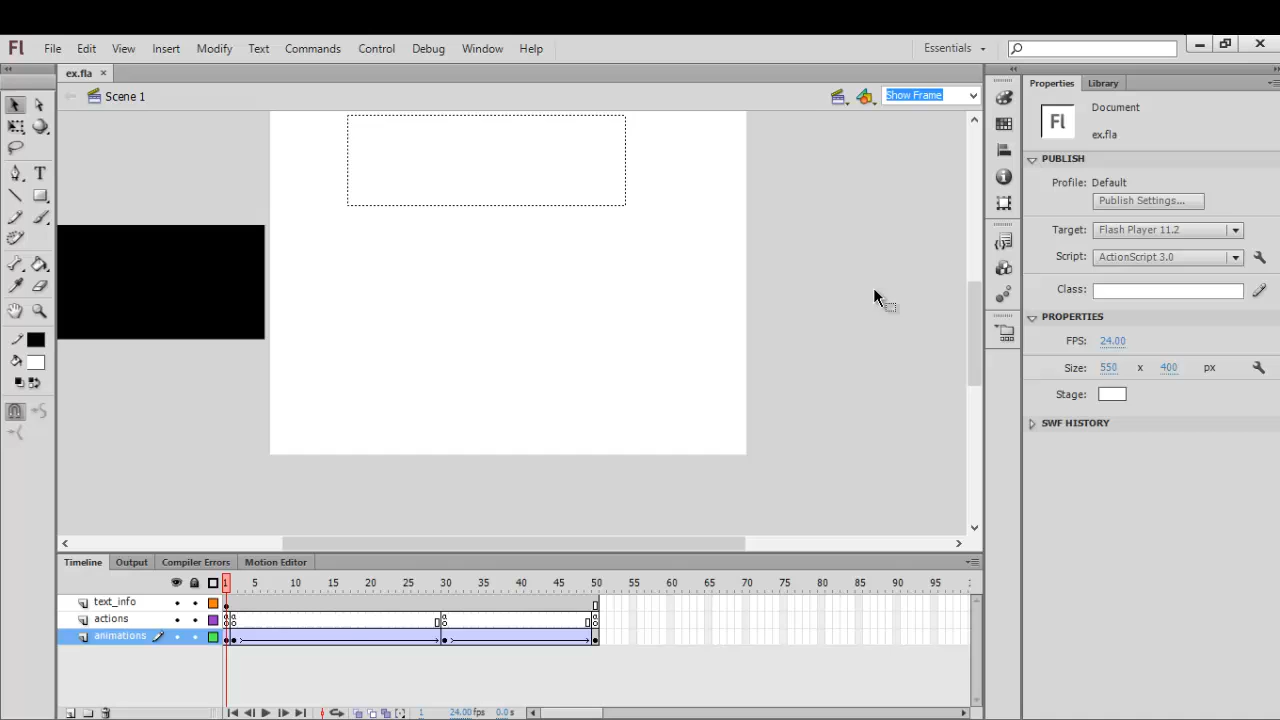 Fl File Edit View Insert Modify Text Commands Control Debug Window Help Essentials
ex.fla
Scene 1 Show Frame
Properties Library
Fl Document
ex.fla
PUBLISH
Profile: Default
Publish Settings...
Target: Flash Player 11.2
Script: ActionScript 3.0
Class:
PROPERTIES
FPS: 24.00
Size: 550 x 400 px
Stage:
SWF HISTORY
T
Timeline Output Compiler Errors Motion Editor
1 5 10 15 20 25 30 35 40 45 50 55 60 65 70 75 80 85 90 95
text_info
actions
animations
1 24.00fps 0.0s